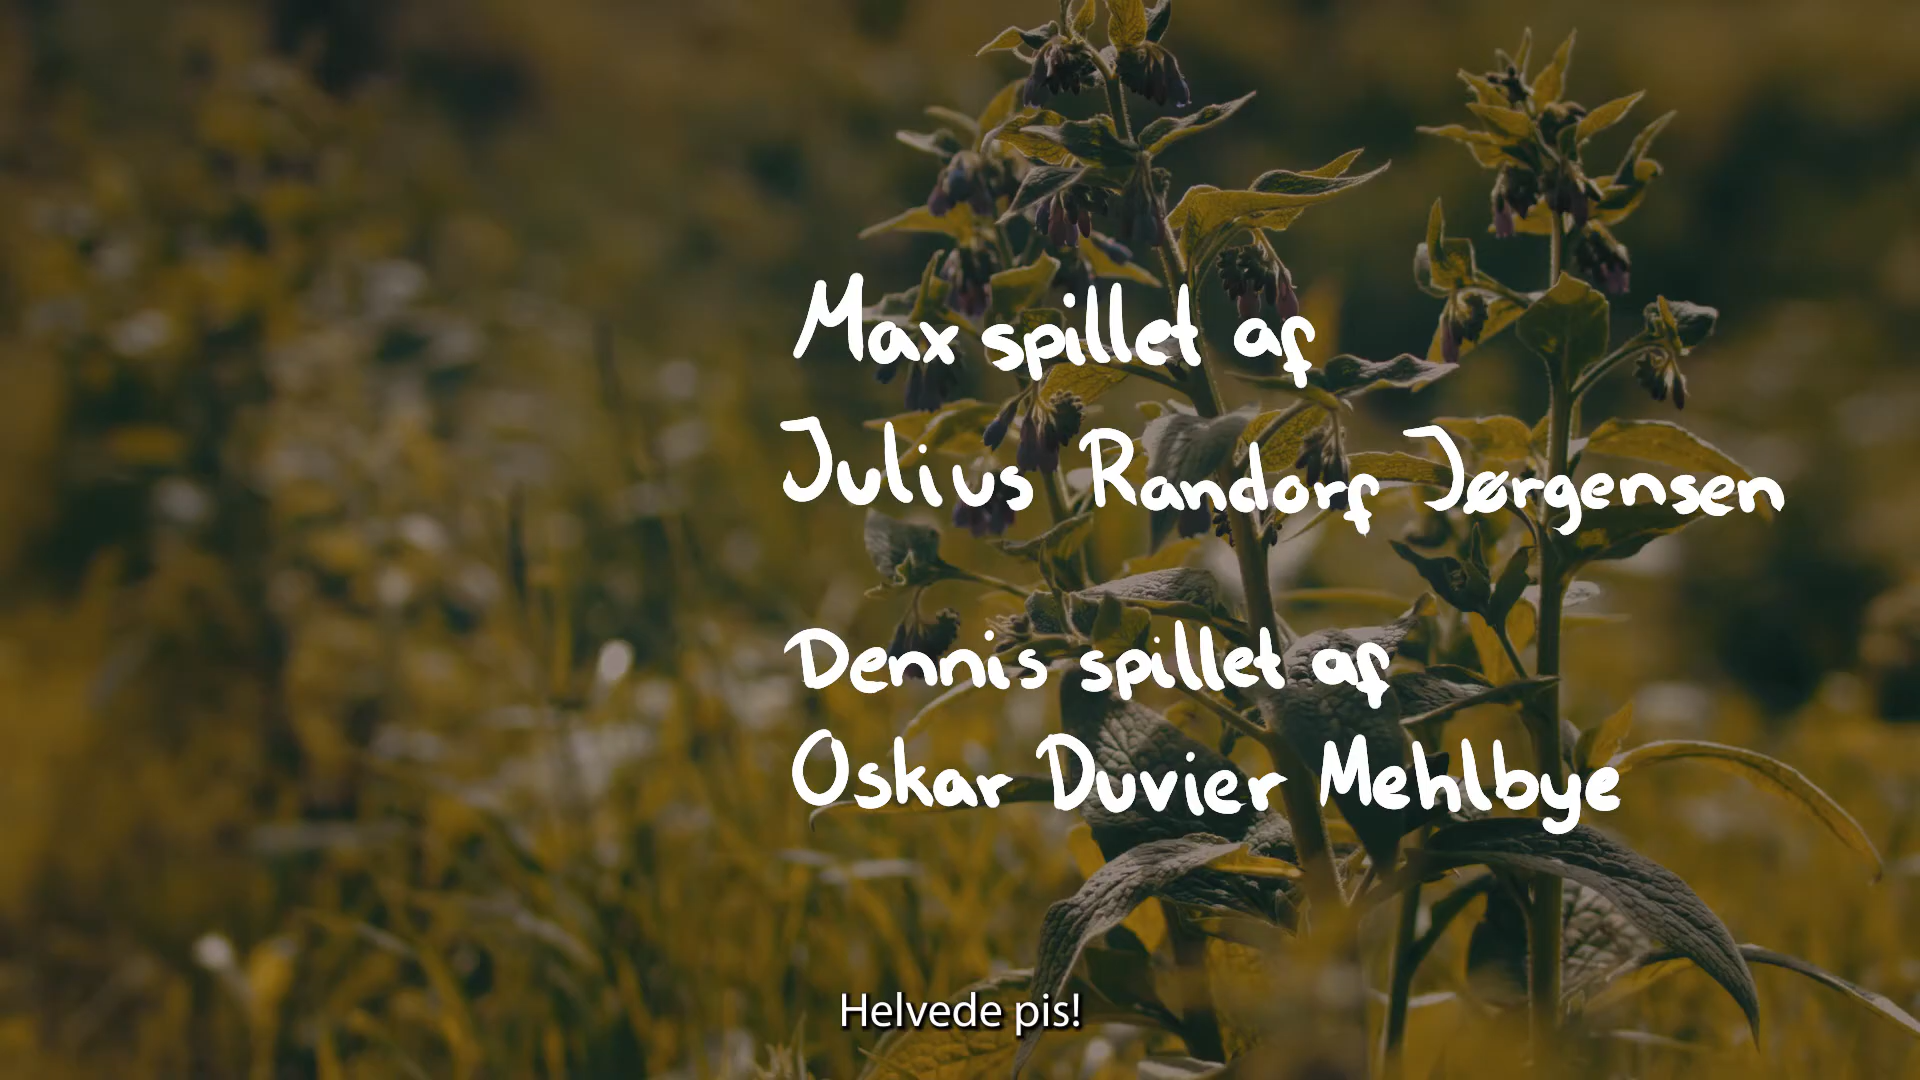 Max spillet af
Julius Randorf Jørgensen
Dennis spillet af
Oskar Duvier Mehlbye
Helvede pis!